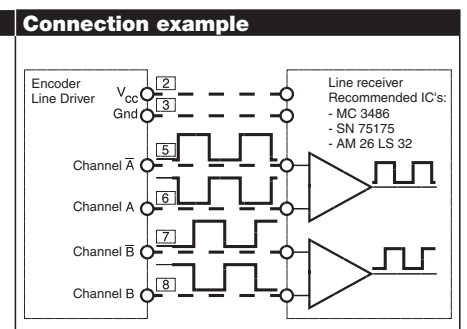 Connection example
Encoder
Line Driver
Vcc
Gnd
Channel A̅
Channel A
Channel B̅
Channel B
2
3
5
6
7
8
Line receiver
Recommended IC's:
- MC 3486
- SN 75175
- AM 26 LS 32